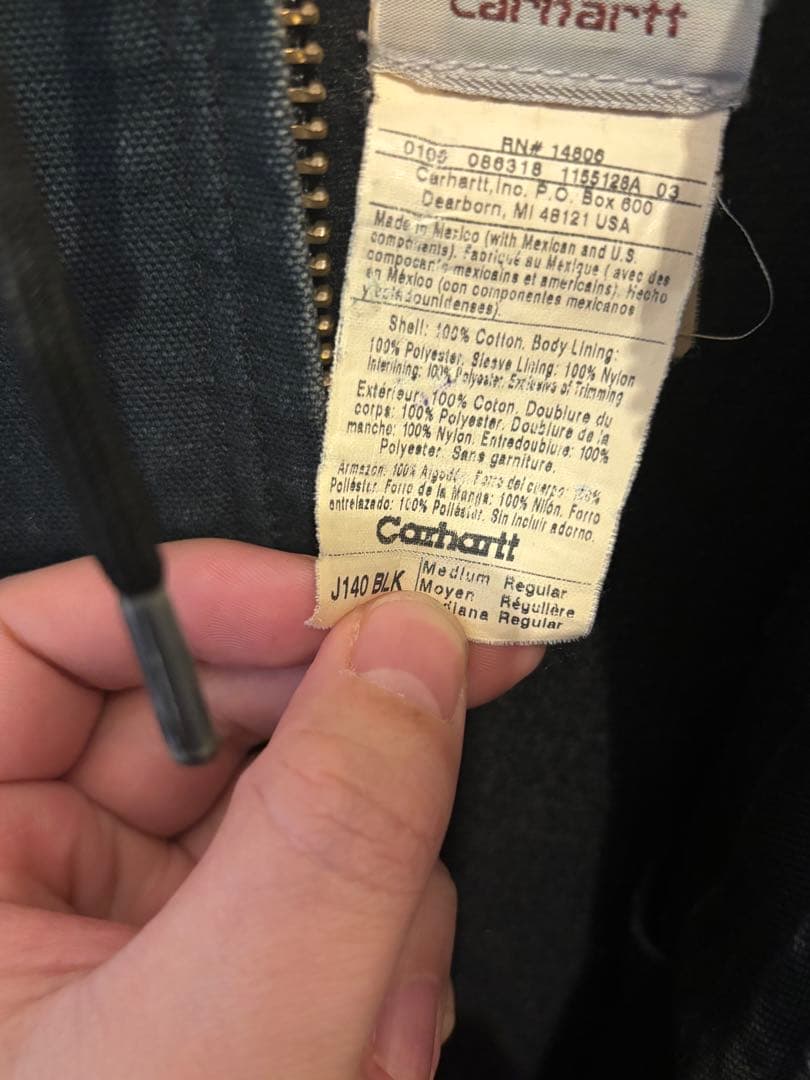 Carhartt
RN# 14806
0105 086318 1155128A 03
Carhartt,Inc. P.O. Box 600
Dearborn, MI 48121 USA
Made in Mexico (with Mexican and U.S.
components). Fabriqué au Mexique ( avec des
mexicains et americains). Hecho
en México (con componentes mexicanos
y estadounidenses).
Shell: 100% Cotton. Body Lining:
100% Polyester. Sleeve Lining: 100% Nylon
Interlining: 100% Polyester. Exclusive of Trimming
Extérieur: 100% Coton. Doublure du
corps: 100% Polyester. Doublure de la
manche: 100% Nylon. Entredoublure: 100%
Polyester. Sans garniture.
Armazón: 100% Algodón. Forro del cuerpo: 100%
Poliéster. Forro de la Manga: 100% Nilón. Forro
entrelazado: 100% Poliéster. Sin incluir adorno.
Carhartt
J140 BLK Medium Regular
Moyen Régulière
Regular